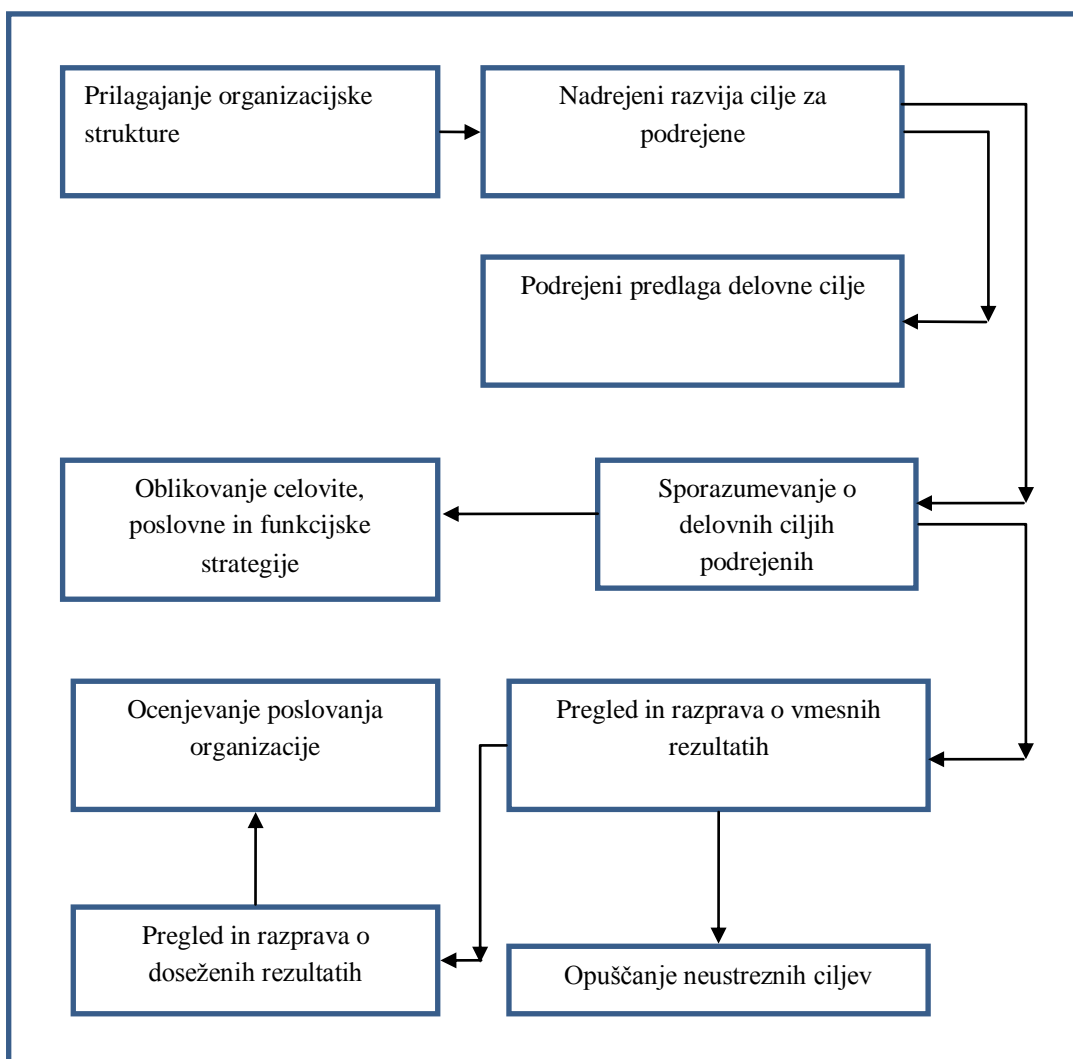 Prilagajanje organizacijske
strukture
Nadrejeni razvija cilje za
podrejene
Podrejeni predlaga delovne cilje
Oblikovanje celovite,
poslovne in funkcijske
strategije
Sporazumevanje o
delovnih ciljih
podrejenih
Ocenjevanje poslovanja
organizacije
Pregled in razprava o vmesnih
rezultatih
Pregled in razprava o
doseženih rezultatih
Opuščanje neustreznih ciljev